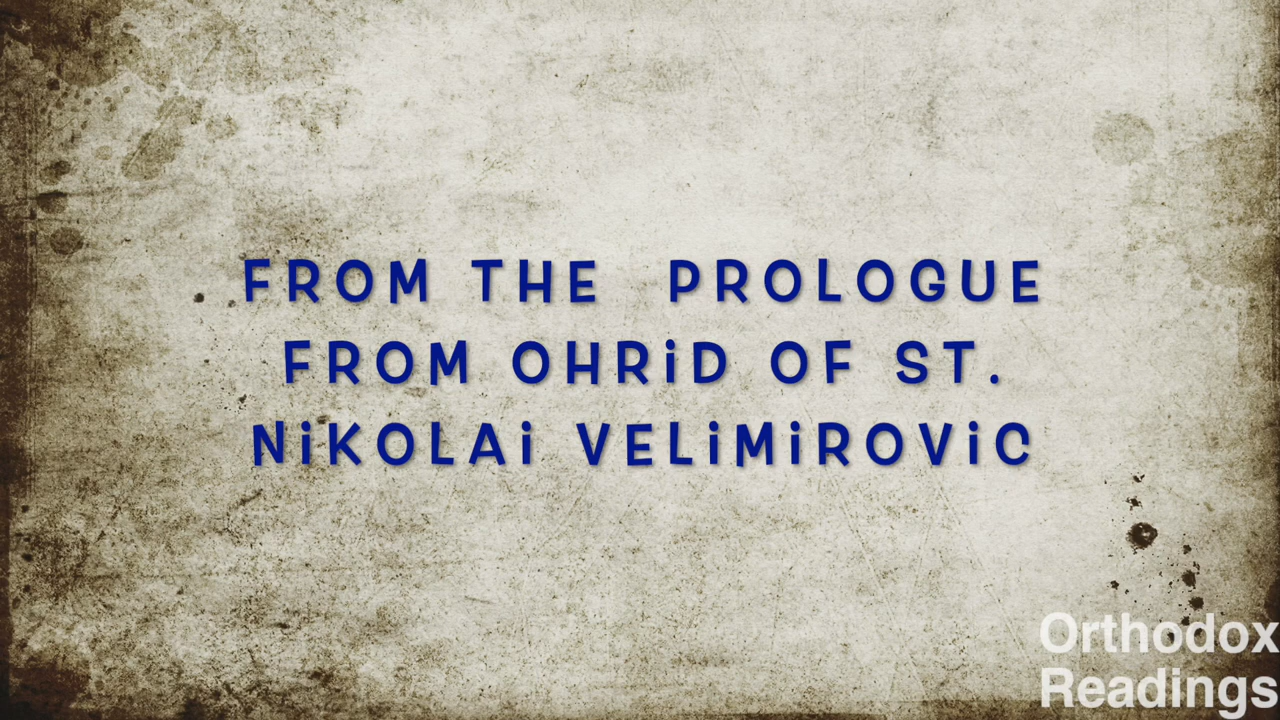 FROM THE PROLOGUE
FROM OHRiD OF ST.
NiKOLAi VELiMiROViC
Orthodox
Readings